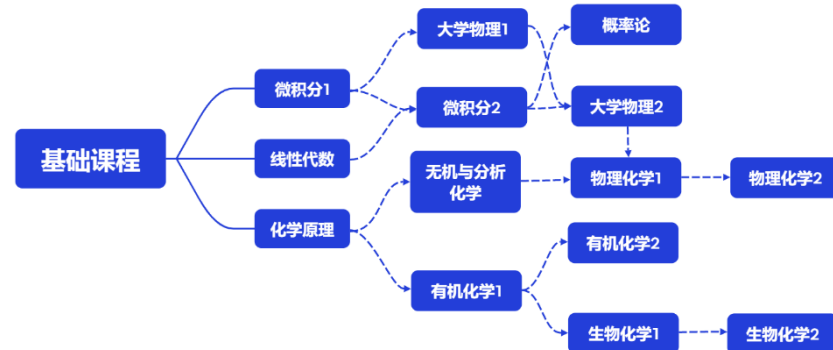 基础课程
微积分1
线性代数
化学原理
大学物理1
微积分2
无机与分析
化学
有机化学1
概率论
大学物理2
物理化学1
有机化学2
生物化学1
物理化学2
生物化学2